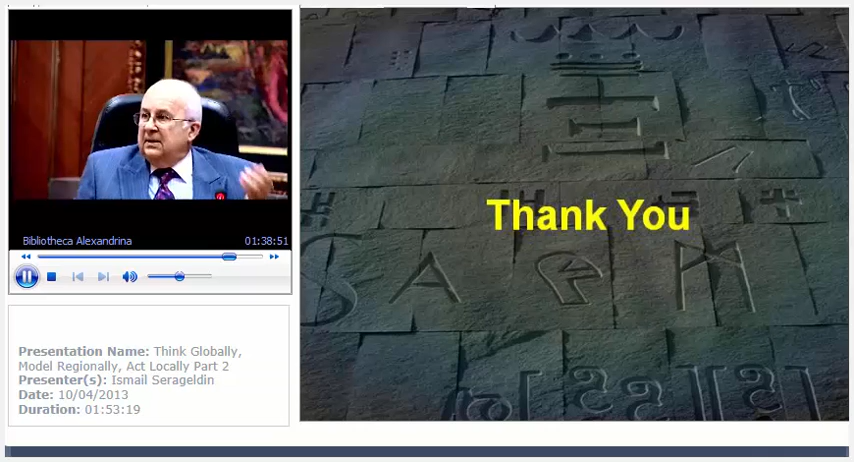 Bibliotheca Alexandrina 01:38:51
Presentation Name: Think Globally,
Model Regionally, Act Locally Part 2
Presenter(s): Ismail Serageldin
Date: 10/04/2013
Duration: 01:53:19
Thank You